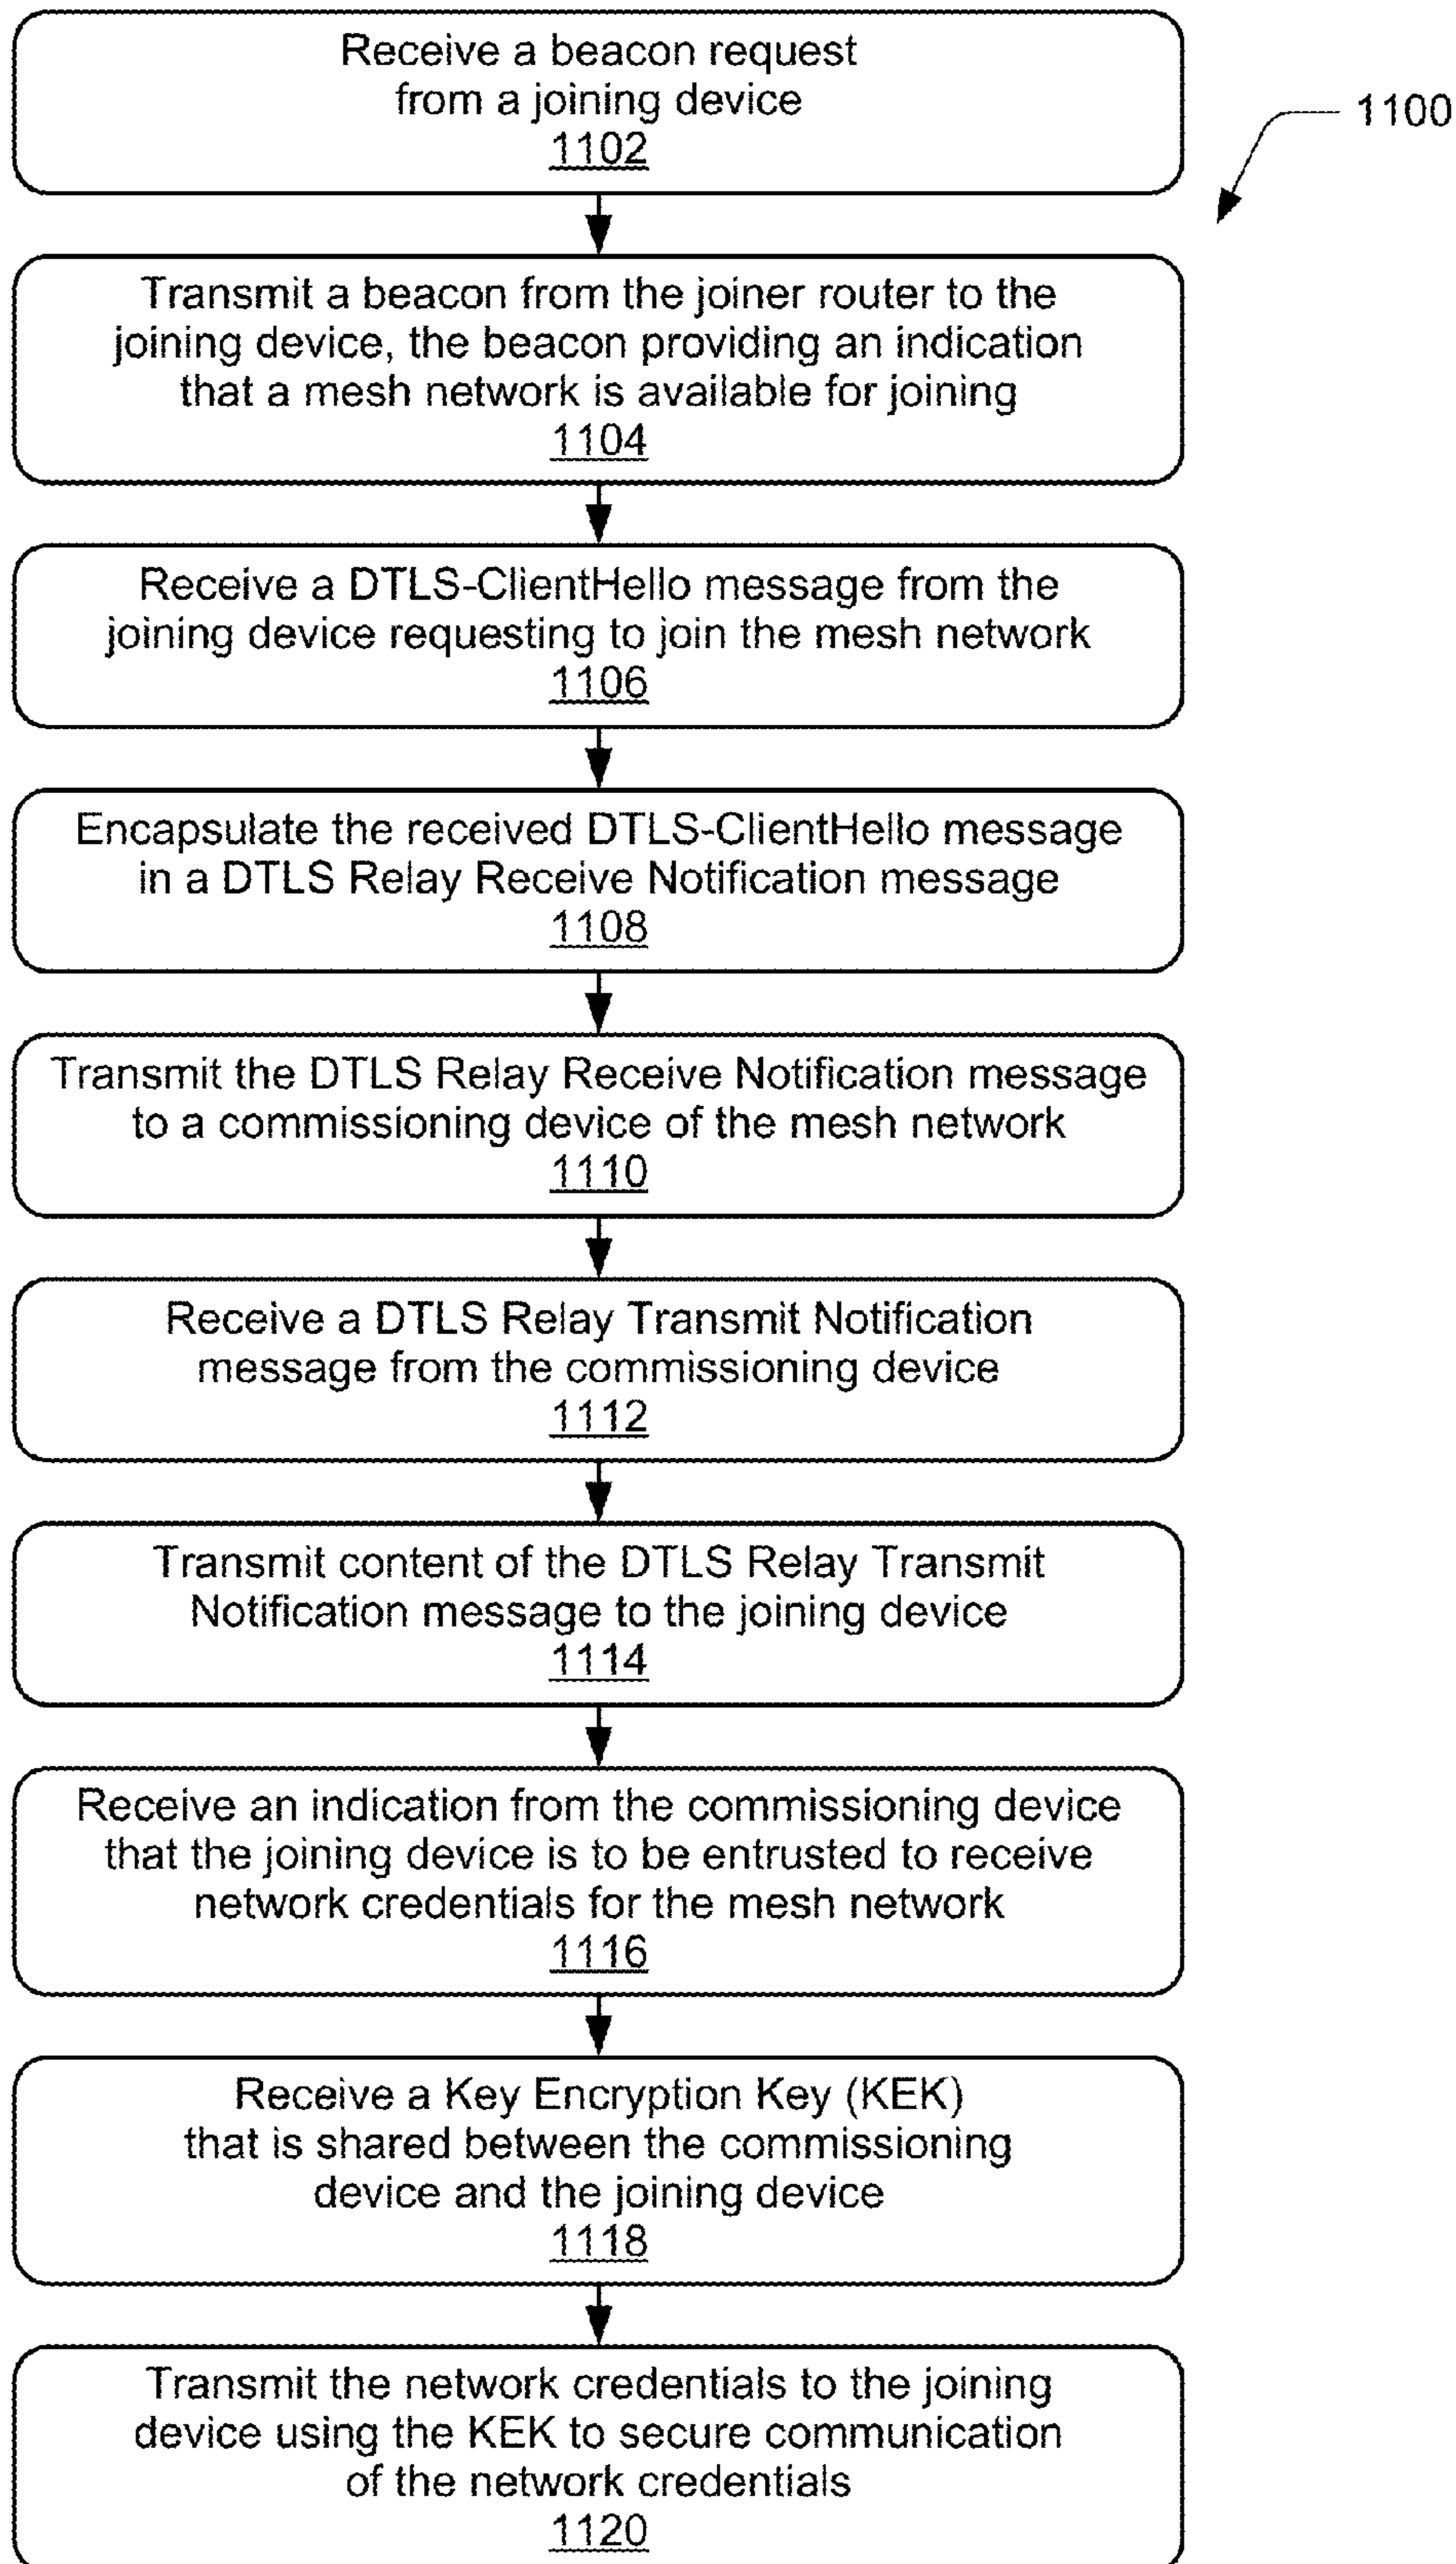 Receive a beacon request
from a joining device
1102
1100
Transmit a beacon from the joiner router to the
joining device, the beacon providing an indication
that a mesh network is available for joining
1104
Receive a DTLS-ClientHello message from the
joining device requesting to join the mesh network
1106
Encapsulate the received DTLS-ClientHello message
in a DTLS Relay Receive Notification message
1108
Transmit the DTLS Relay Receive Notification message
to a commissioning device of the mesh network
1110
Receive a DTLS Relay Transmit Notification
message from the commissioning device
1112
Transmit content of the DTLS Relay Transmit
Notification message to the joining device
1114
Receive an indication from the commissioning device
that the joining device is to be entrusted to receive
network credentials for the mesh network
1116
Receive a Key Encryption Key (KEK)
that is shared between the commissioning
device and the joining device
1118
Transmit the network credentials to the joining
device using the KEK to secure communication
of the network credentials
1120